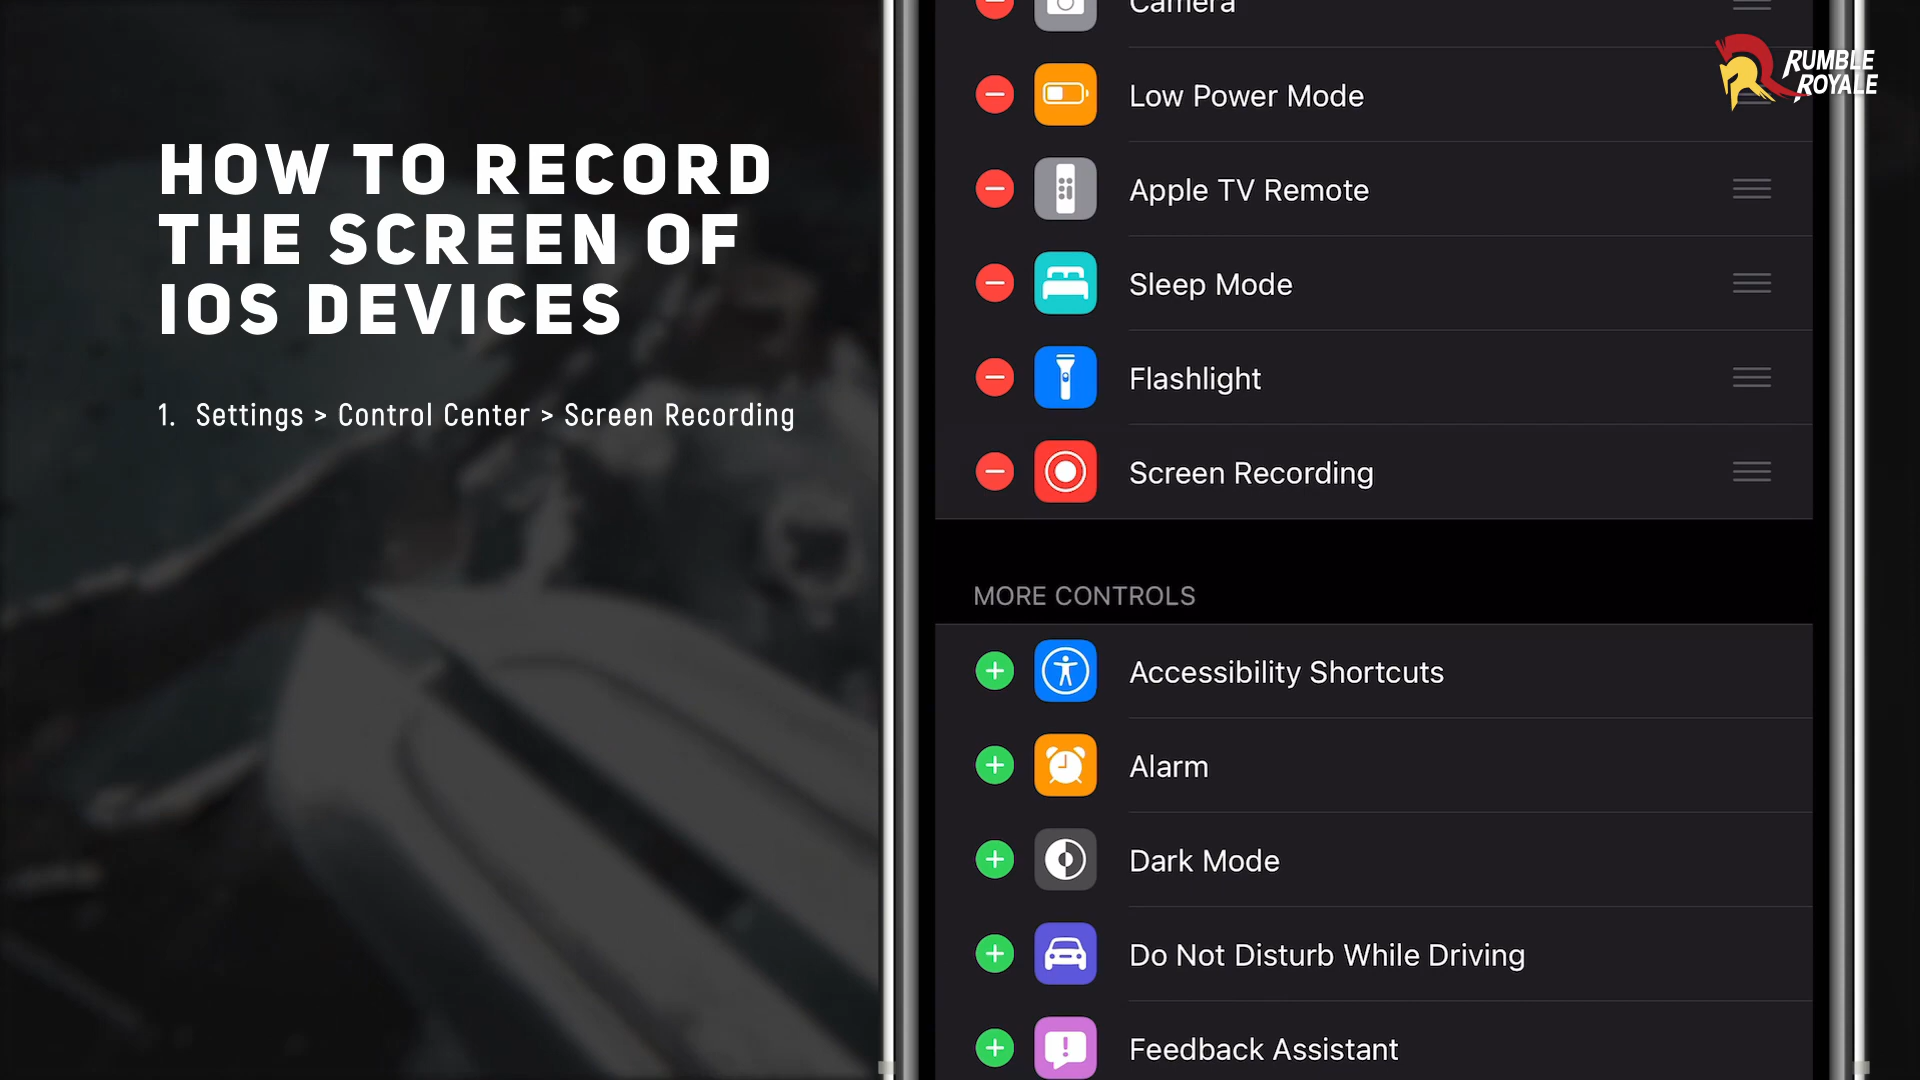 HOW TO RECORD
THE SCREEN OF
IOS DEVICES
1. Settings > Control Center > Screen Recording
Camera
RUMBLE
ROYALE
Low Power Mode
Apple TV Remote
Sleep Mode
Flashlight
Screen Recording
MORE CONTROLS
Accessibility Shortcuts
Alarm
Dark Mode
Do Not Disturb While Driving
Feedback Assistant